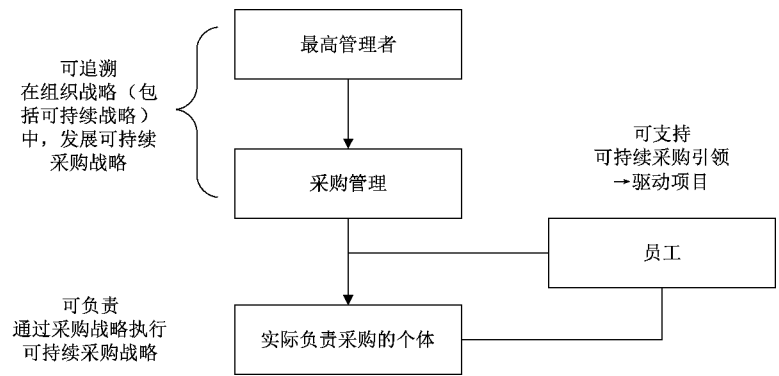 最高管理者
可追溯
在组织战略（包
括可持续战略）
中，发展可持续
采购战略
采购管理
可支持
可持续采购引领
→驱动项目
员工
可负责
通过采购战略执行
可持续采购战略
实际负责采购的个体